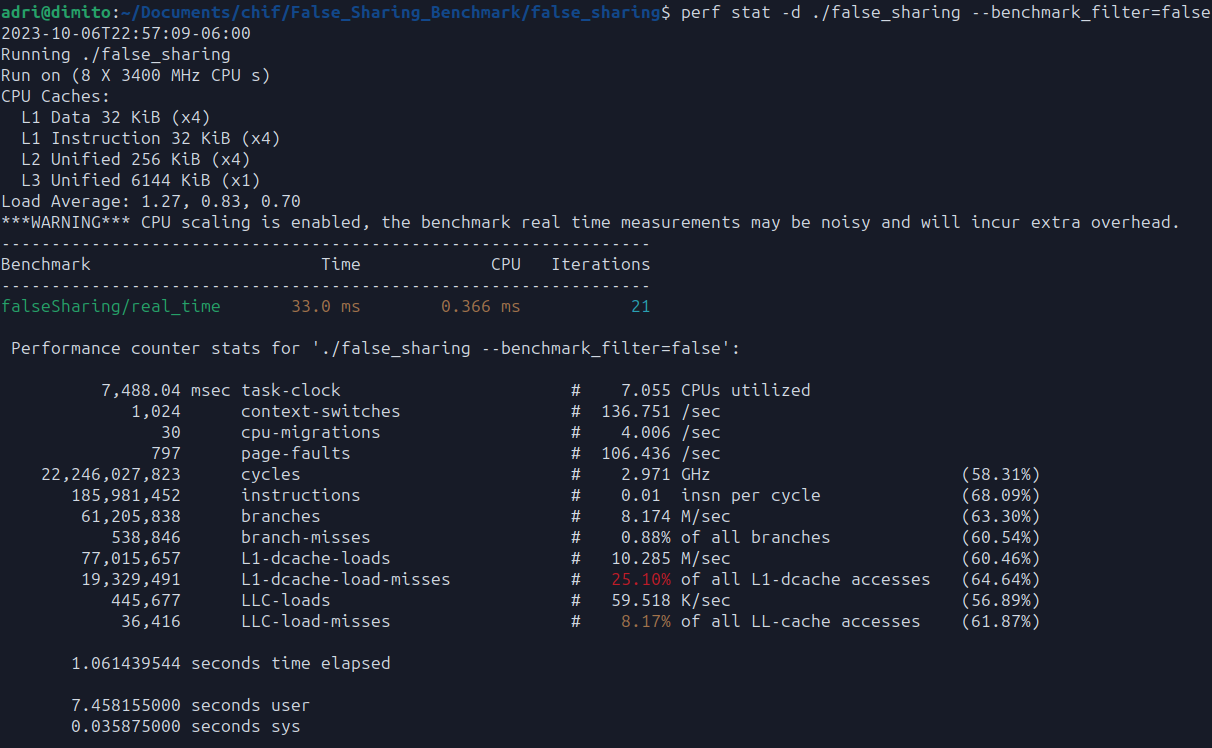 adri@dimito:~/Documents/chif/False_Sharing_Benchmark/false_sharing$ perf stat -d ./false_sharing --benchmark_filter=false
2023-10-06T22:57:09-06:00
Running ./false_sharing
Run on (8 X 3400 MHz CPU s)
CPU Caches:
  L1 Data 32 KiB (x4)
  L1 Instruction 32 KiB (x4)
  L2 Unified 256 KiB (x4)
  L3 Unified 6144 KiB (x1)
Load Average: 1.27, 0.83, 0.70
***WARNING*** CPU scaling is enabled, the benchmark real time measurements may be noisy and will incur extra overhead.
-----------------------------------------------------------------
Benchmark                       Time             CPU   Iterations
-----------------------------------------------------------------
falseSharing/real_time       33.0 ms        0.366 ms           21

 Performance counter stats for './false_sharing --benchmark_filter=false':

          7,488.04 msec task-clock                       #    7.055 CPUs utilized
             1,024      context-switches                 #  136.751 /sec
                30      cpu-migrations                   #    4.006 /sec
               797      page-faults                      #  106.436 /sec
    22,246,027,823      cycles                           #    2.971 GHz                         (58.31%)
       185,981,452      instructions                     #    0.01  insn per cycle              (68.09%)
        61,205,838      branches                         #    8.174 M/sec                       (63.30%)
           538,846      branch-misses                    #    0.88% of all branches             (60.54%)
        77,015,657      L1-dcache-loads                  #   10.285 M/sec                       (60.46%)
        19,329,491      L1-dcache-load-misses            #   25.10% of all L1-dcache accesses   (64.64%)
           445,677      LLC-loads                        #   59.518 K/sec                       (56.89%)
            36,416      LLC-load-misses                  #    8.17% of all LL-cache accesses    (61.87%)

       1.061439544 seconds time elapsed

       7.458155000 seconds user
       0.035875000 seconds sys